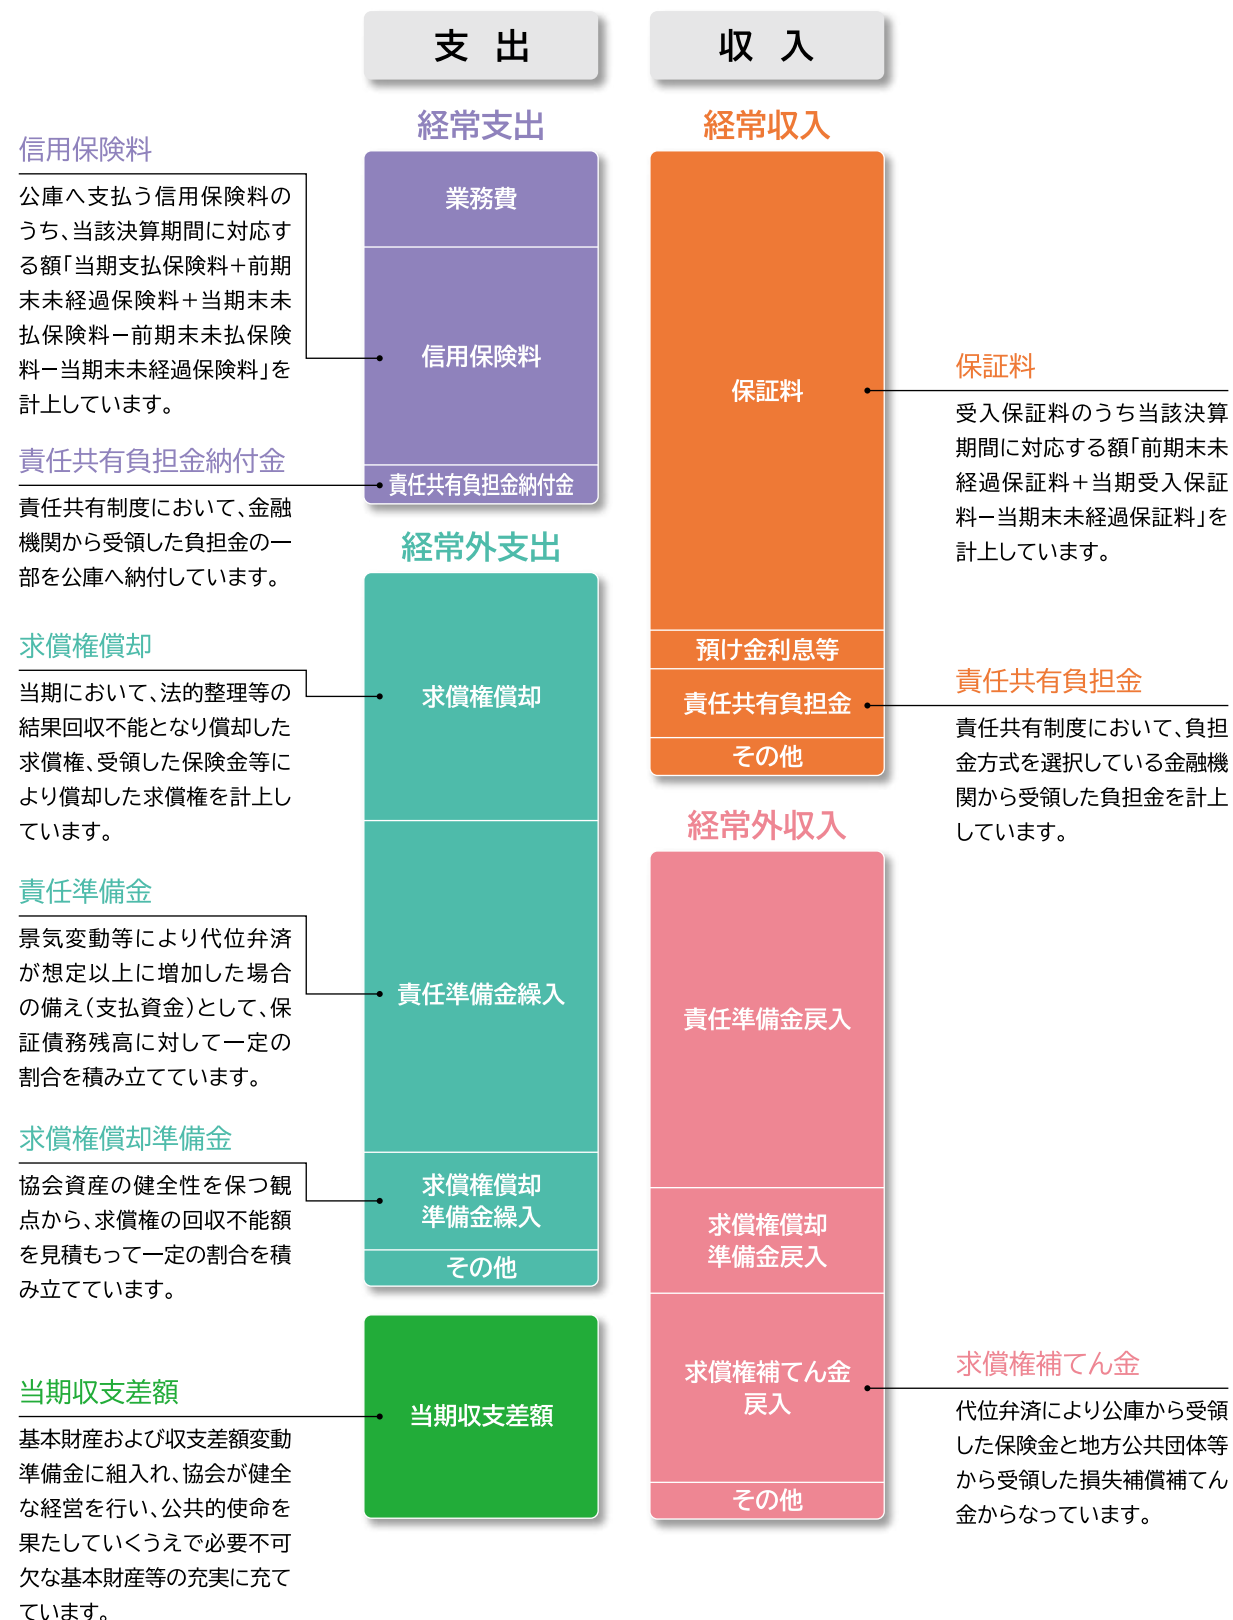 支 出
収 入
経常支出
経常収入
信用保険料
公庫へ支払う信用保険料の
うち、当該決算期間に対応す
る額｢当期支払保険料＋前期
末未経過保険料＋当期末未
払保険料－前期末未払保険
料－当期末未経過保険料｣を
計上しています。
責任共有負担金納付金
責任共有制度において、金融
機関から受領した負担金の一
部を公庫へ納付しています。
業務費
信用保険料
責任共有負担金納付金
保証料
預け金利息等
責任共有負担金
その他
保証料
受入保証料のうち当該決算
期間に対応する額｢前期末未
経過保証料＋当期受入保証
料－当期末未経過保証料｣を
計上しています。
責任共有負担金
責任共有制度において、負担
金方式を選択している金融機
関から受領した負担金を計上
しています。
経常外支出
求償権償却
当期において、法的整理等の
結果回収不能となり償却した
求償権、受領した保険金等に
より償却した求償権を計上し
ています。
責任準備金
景気変動等により代位弁済
が想定以上に増加した場合
の備え(支払資金)として、保
証債務残高に対して一定の
割合を積み立てています。
求償権償却準備金
協会資産の健全性を保つ観
点から、求償権の回収不能額
を見積もって一定の割合を積
み立てています。
求償権償却
責任準備金繰入
求償権償却
準備金繰入
その他
経常外収入
責任準備金戻入
求償権償却
準備金戻入
求償権補てん金
戻入
その他
求償権補てん金
代位弁済により公庫から受領
した保険金と地方公共団体等
から受領した損失補償補てん
金からなっています。
当期収支差額
基本財産および収支差額変動
準備金に組入れ、協会が健全
な経営を行い、公共的使命を
果たしていくうえで必要不可
欠な基本財産等の充実に充て
ています。
当期収支差額